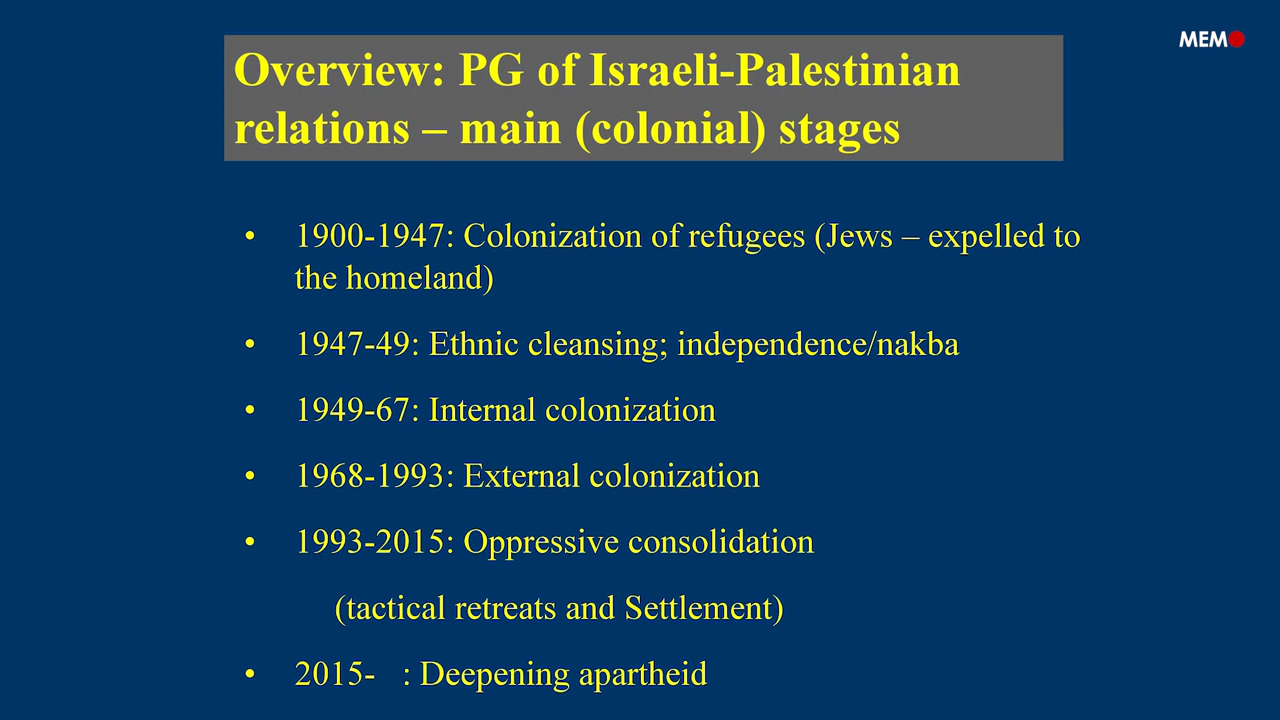 MEMO
Overview: PG of Israeli-Palestinian
relations – main (colonial) stages
• 1900-1947: Colonization of refugees (Jews – expelled to
the homeland)
• 1947-49: Ethnic cleansing; independence/nakba
• 1949-67: Internal colonization
• 1968-1993: External colonization
• 1993-2015: Oppressive consolidation
(tactical retreats and Settlement)
• 2015- : Deepening apartheid